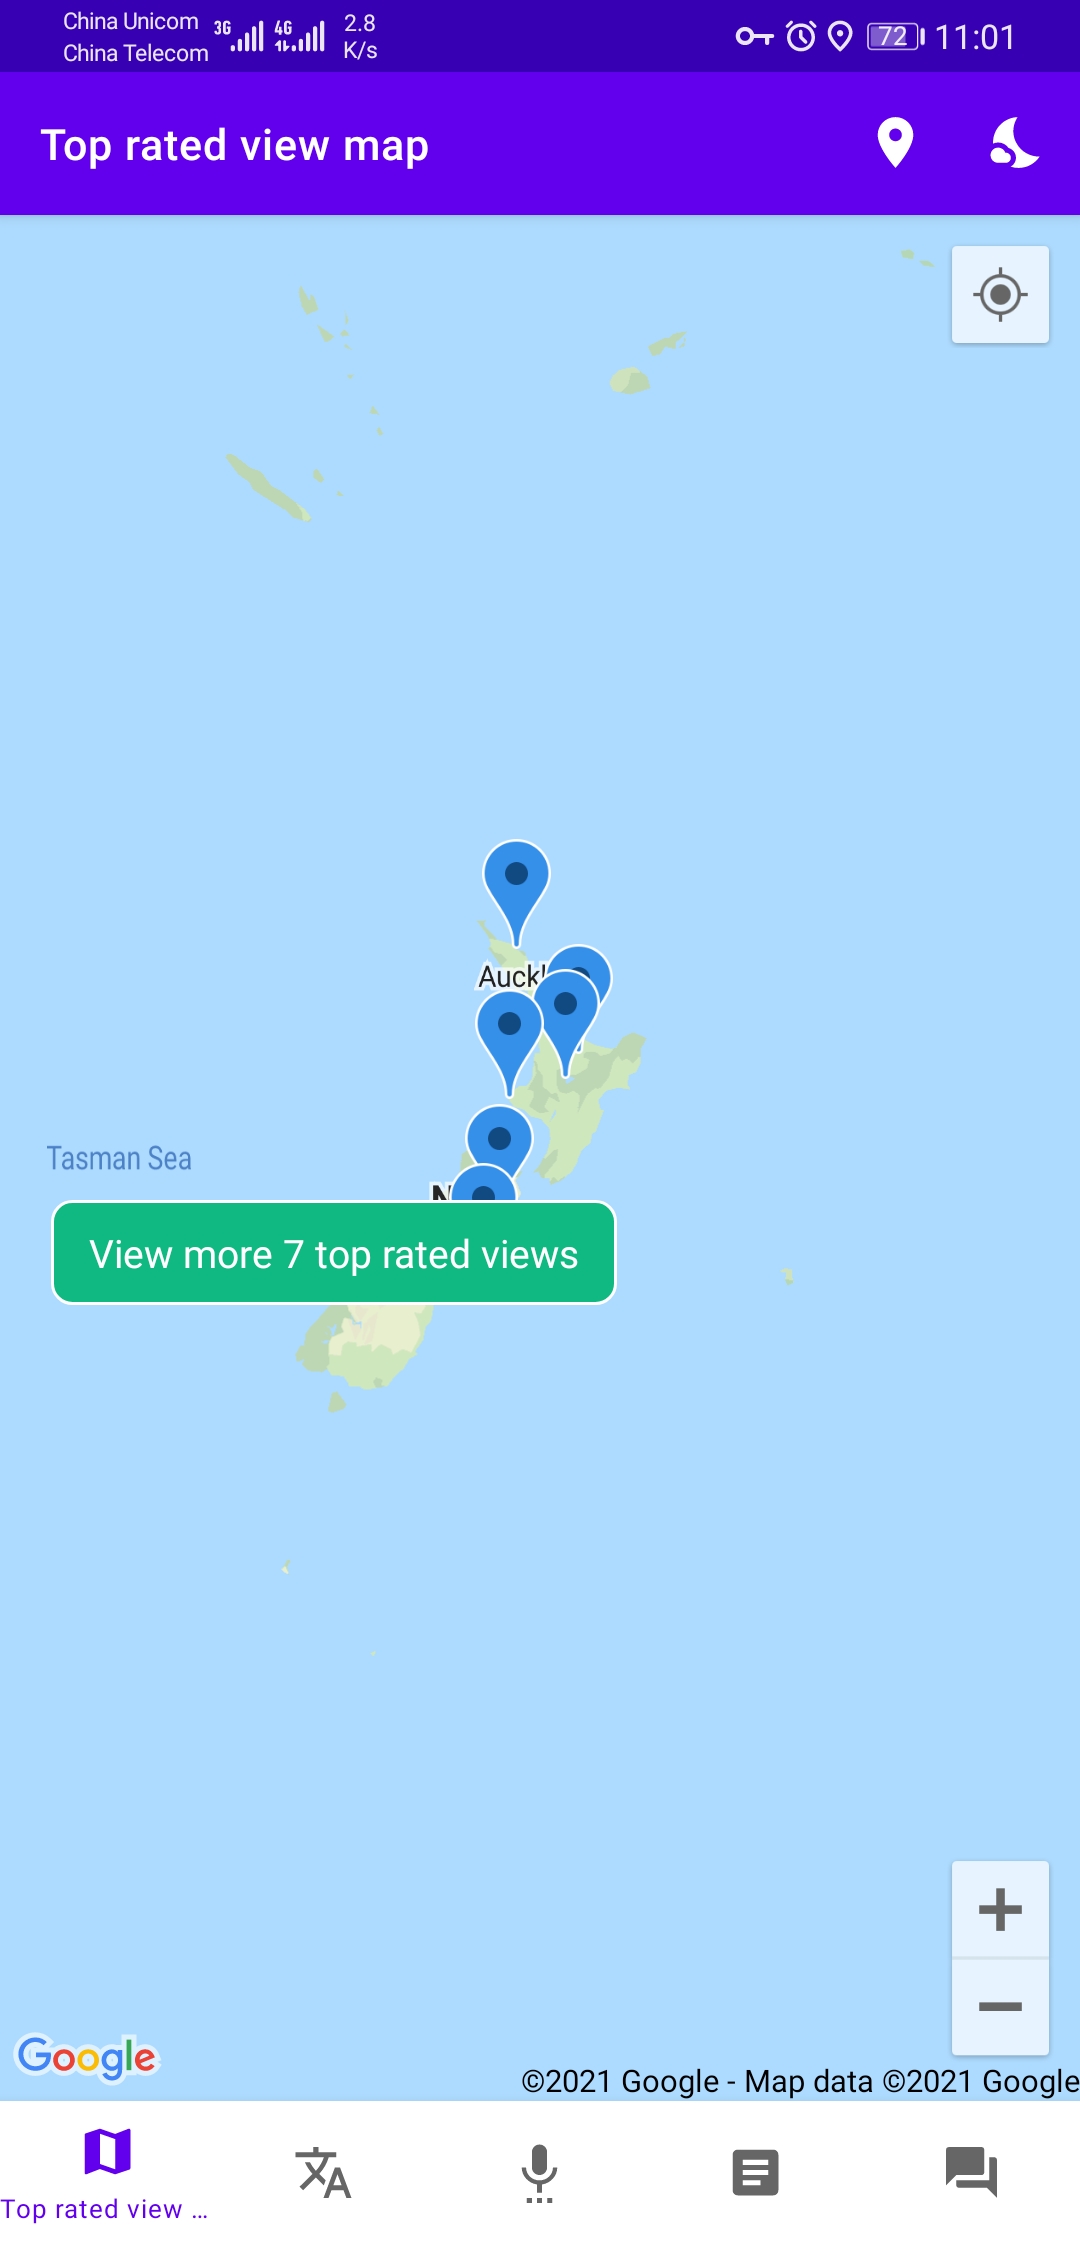 China Unicom 3G 4G 2.8
China Telecom K/s
72 11:01
Top rated view map
Auckl
Tasman Sea
N
View more 7 top rated views
Google
©2021 Google - Map data ©2021 Google
Top rated view ...